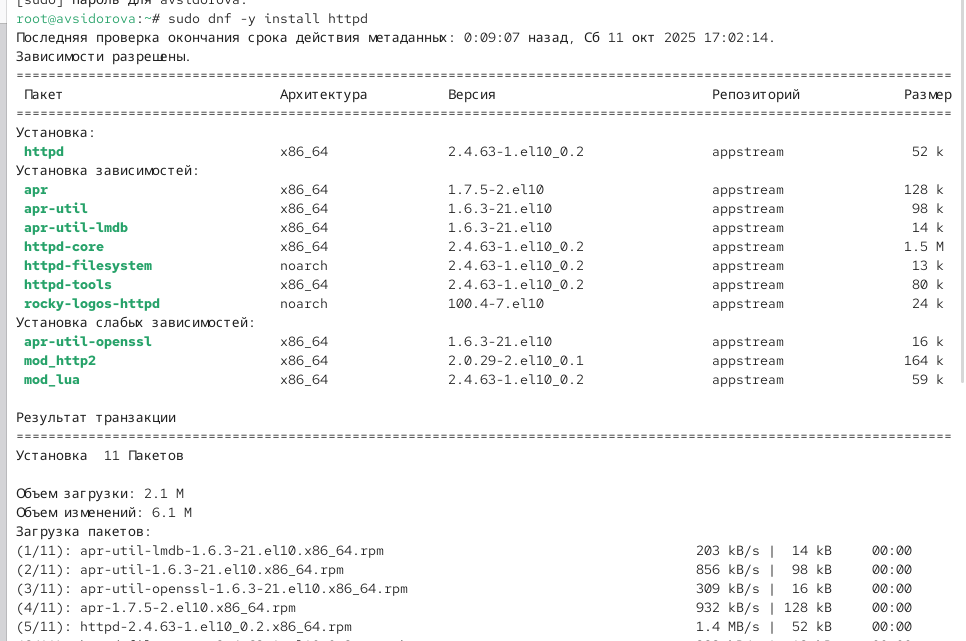 [sudo] пароль для avsidorova:
root@avsidorova:~# sudo dnf -y install httpd
Последняя проверка окончания срока действия метаданных: 0:09:07 назад, Сб 11 окт 2025 17:02:14.
Зависимости разрешены.
================================================================================
Пакет Архитектура Версия Репозиторий Размер
================================================================================
Установка:
httpd x86_64 2.4.63-1.el10_0.2 appstream 52 k
Установка зависимостей:
apr x86_64 1.7.5-2.el10 appstream 128 k
apr-util x86_64 1.6.3-21.el10 appstream 98 k
apr-util-lmdb x86_64 1.6.3-21.el10 appstream 14 k
httpd-core x86_64 2.4.63-1.el10_0.2 appstream 1.5 M
httpd-filesystem noarch 2.4.63-1.el10_0.2 appstream 13 k
httpd-tools x86_64 2.4.63-1.el10_0.2 appstream 80 k
rocky-logos-httpd noarch 100.4-7.el10 appstream 24 k
Установка слабых зависимостей:
apr-util-openssl x86_64 1.6.3-21.el10 appstream 16 k
mod_http2 x86_64 2.0.29-2.el10_0.1 appstream 164 k
mod_lua x86_64 2.4.63-1.el10_0.2 appstream 59 k
Результат транзакции
================================================================================
Установка 11 Пакетов
Объем загрузки: 2.1 M
Объем изменений: 6.1 M
Загрузка пакетов:
(1/11): apr-util-lmdb-1.6.3-21.el10.x86_64.rpm 203 kB/s | 14 kB 00:00
(2/11): apr-util-1.6.3-21.el10.x86_64.rpm 856 kB/s | 98 kB 00:00
(3/11): apr-util-openssl-1.6.3-21.el10.x86_64.rpm 309 kB/s | 16 kB 00:00
(4/11): apr-1.7.5-2.el10.x86_64.rpm 932 kB/s | 128 kB 00:00
(5/11): httpd-2.4.63-1.el10_0.2.x86_64.rpm 1.4 MB/s | 52 kB 00:00